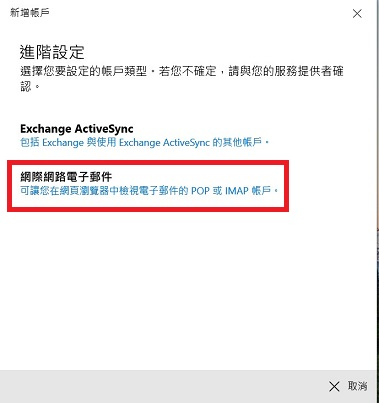 新增帳戶
進階設定
選擇您要設定的帳戶類型。若您不確定，請與您的服務提供者確
認。
Exchange ActiveSync
包括 Exchange 與使用 Exchange ActiveSync 的其他帳戶。
網際網路電子郵件
可讓您在網頁瀏覽器中檢視電子郵件的 POP 或 IMAP 帳戶。
取消